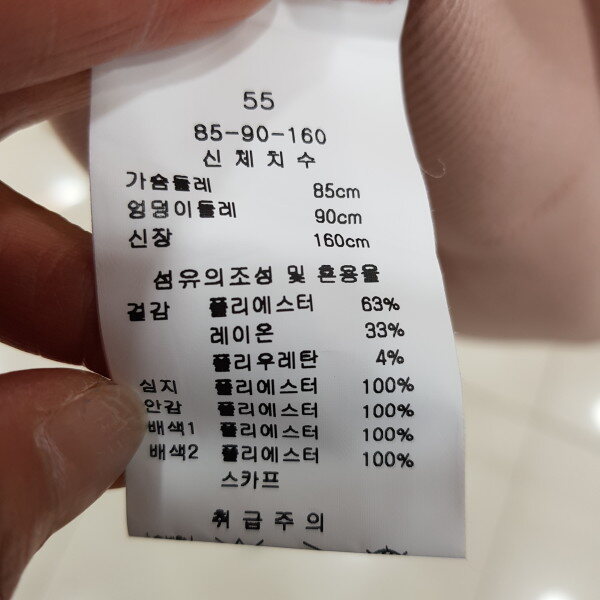 55
85-90-160
신체치수
가슴둘레 85cm
엉덩이둘레 90cm
신장 160cm
섬유의조성 및 혼용율
겉감 폴리에스터 63%
레이온 33%
폴리우레탄 4%
심지 폴리에스터 100%
안감 폴리에스터 100%
배색1 폴리에스터 100%
배색2 폴리에스터 100%
스카프
취급주의